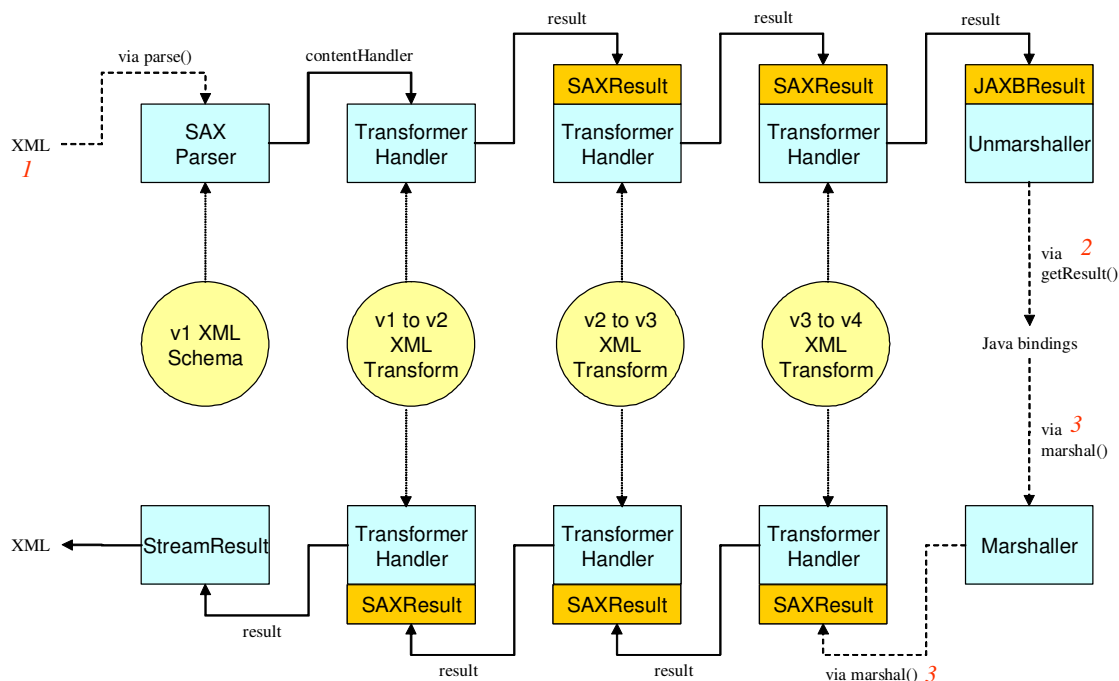 result
result
result
via parse()
contentHandler
SAXResult
SAXResult
JAXBResult
XML
1
SAX
Parser
Transformer
Handler
Transformer
Handler
Transformer
Handler
Unmarshaller
via 2
getResult()
v1 XML
Schema
v1 to v2
XML
Transform
v2 to v3
XML
Transform
v3 to v4
XML
Transform
Java bindings
via 3
marshal()
XML
StreamResult
Transformer
Handler
SAXResult
Transformer
Handler
SAXResult
Transformer
Handler
SAXResult
Marshaller
result
result
result
via marshal() 3